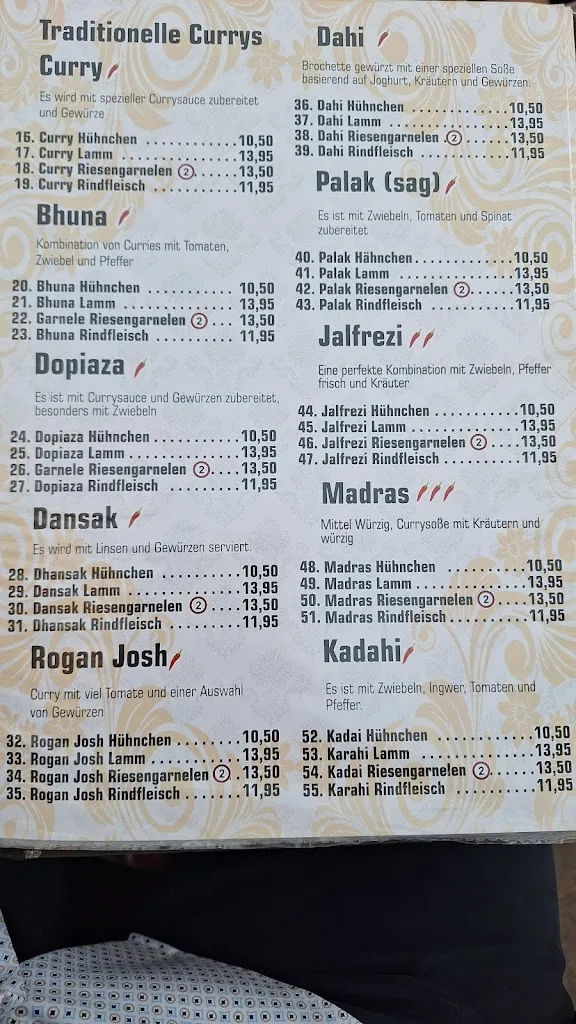 Traditionelle Currys
Curry
Es wird mit spezieller Currysauce zubereitet
und Gewürze
16. Curry Hühnchen ............ 10,50
17. Curry Lamm .................. 13,95
18. Curry Riesengarnelen 2....... 13,50
19. Curry Rindfleisch ............ 11,95
Bhuna
Kombination von Curries mit Tomaten,
Zwiebel und Pfeffer
20. Bhuna Hühnchen ........... 10,50
21. Bhuna Lamm ................ 13,95
22. Garnele Riesengarnelen 2.... 13,50
23. Bhuna Rindfleisch ........... 11,95
Dopiaza
Es ist mit Currysauce und Gewürzen zubereitet,
besonders mit Zwiebeln
24. Dopiaza Hühnchen ........... 10,50
25. Dopiaza Lamm .............. 13,95
26. Garnele Riesengarnelen 2.... 13,50
27. Dopiaza Rindfleisch ......... 11,95
Dansak
Es wird mit Linsen und Gewürzen serviert.
28. Dhansak Hühnchen .......... 10,50
29. Dansak Lamm ............... 13,95
30. Dansak Riesengarnelen 2.... 13,50
31. Dhansak Rindfleisch ......... 11,95
Rogan Josh
Curry mit viel Tomate und einer Auswahl
von Gewürzen
32. Rogan Josh Hühnchen ....... 10,50
33. Rogan Josh Lamm .......... 13,95
34. Rogan Josh Riesengarnelen 2. 13,50
35. Rogan Josh Rindfleisch ...... 11,95
Dahi
Brochette gewürzt mit einer speziellen Soße
basierend auf Joghurt, Kräutern und Gewürzen.
36. Dahi Hühnchen ............ 10,50
37. Dahi Lamm ................ 13,95
38. Dahi Riesengarnelen .2...... 13,50
39. Dahi Rindfleisch ............ 11,95
Palak (sag)
Es ist mit Zwiebeln, Tomaten und Spinat
zubereitet
40. Palak Hähnchen............. 10,50
41. Palak Lamm ................ 13,95
42. Palak Riesengarnelen 2...... 13,50
43. Palak Rindfleisch ........... 11,95
Jalfrezi
Eine perfekte Kombination mit Zwiebeln, Pfeffer
frisch und Kräuter
44. Jalfrezi Hühnchen ........... 10,50
45. Jalfrezi Lamm .............. 13,95
46. Jalfrezi Riesengarnelen 2.... 13,50
47. Jalfrezi Rindfleisch .......... 11,95
Madras
Mittel Würzig, Currysoße mit Kräutern und
würzig
48. Madras Hühnchen .......... 10,50
49. Madras Lamm .............. 13,95
50. Madras Riesengarnelen 2.... 13,50
51. Madras Rindfleisch.......... 11,95
Kadahi
Es ist mit Zwiebeln, Ingwer, Tomaten und
Pfeffer.
52. Kadai Hühnchen ............ 10,50
53. Karahi Lamm .............. 13,95
54. Kadai Riesengarnelen 2...... 13,50
55. Karahi Rindfleisch .......... 11,95